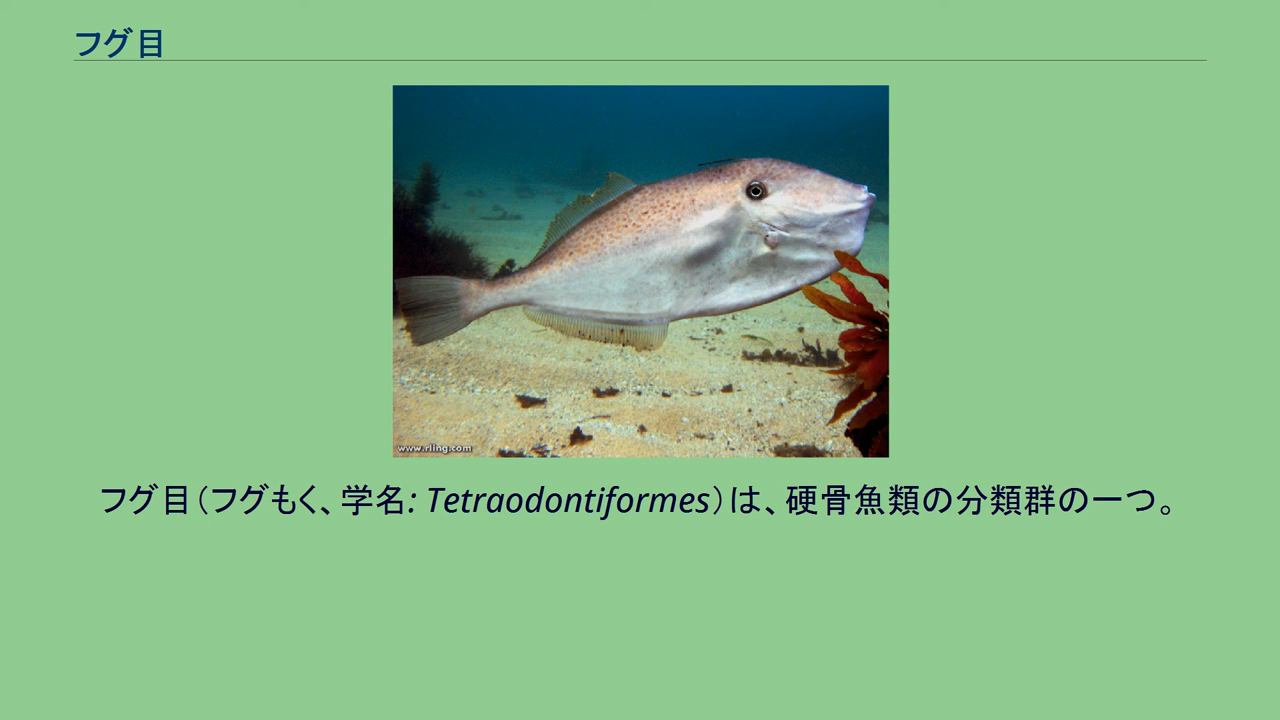 フグ目
www.rling.com
フグ目（フグもく、学名: Tetraodontiformes）は、硬骨魚類の分類群の一つ。